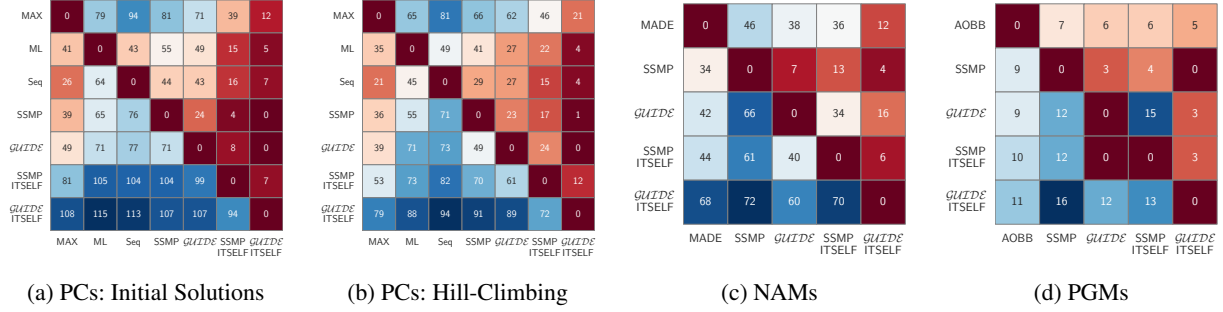 MAX 0 79 94 81 71 39 12
ML 41 0 43 55 49 15 5
Seq 26 64 0 44 43 16 7
SSMP 39 65 76 0 24 4 0
GUIDE 49 71 77 71 0 8 0
SSMP ITSELF 81 105 104 104 99 0 7
GUIDE ITSELF 108 115 113 107 107 94 0
MAX ML Seq SSMP GUIDE SSMP ITSELF GUIDE ITSELF
(a) PCs: Initial Solutions
MAX 0 65 81 66 62 46 21
ML 35 0 49 41 27 22 4
Seq 21 45 0 29 27 15 4
SSMP 36 55 71 0 23 17 1
GUIDE 39 71 73 49 0 24 0
SSMP ITSELF 53 73 82 70 61 0 12
GUIDE ITSELF 79 88 94 91 89 72 0
MAX ML Seq SSMP GUIDE SSMP ITSELF GUIDE ITSELF
(b) PCs: Hill-Climbing
MADE 0 46 38 36 12
SSMP 34 0 7 13 4
GUIDE 42 66 0 34 16
SSMP ITSELF 44 61 40 0 6
GUIDE ITSELF 68 72 60 70 0
MADE SSMP GUIDE SSMP ITSELF GUIDE ITSELF
(c) NAMs
AOBB 0 7 6 6 5
SSMP 9 0 3 4 0
GUIDE 9 12 0 15 3
SSMP ITSELF 10 12 0 0 3
GUIDE ITSELF 11 16 12 13 0
AOBB SSMP GUIDE SSMP ITSELF GUIDE ITSELF
(d) PGMs